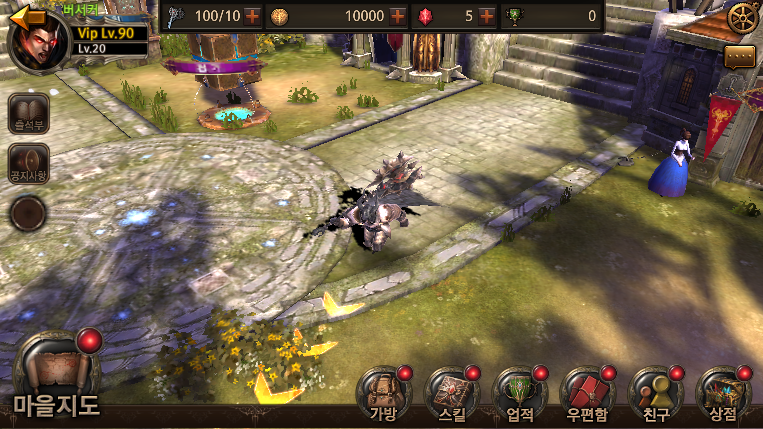 버서커
Vip Lv.90
Lv.20
100/10
10000
5
0
출석부
공지사항
마을지도
가방
스킬
업적
우편함
친구
상점